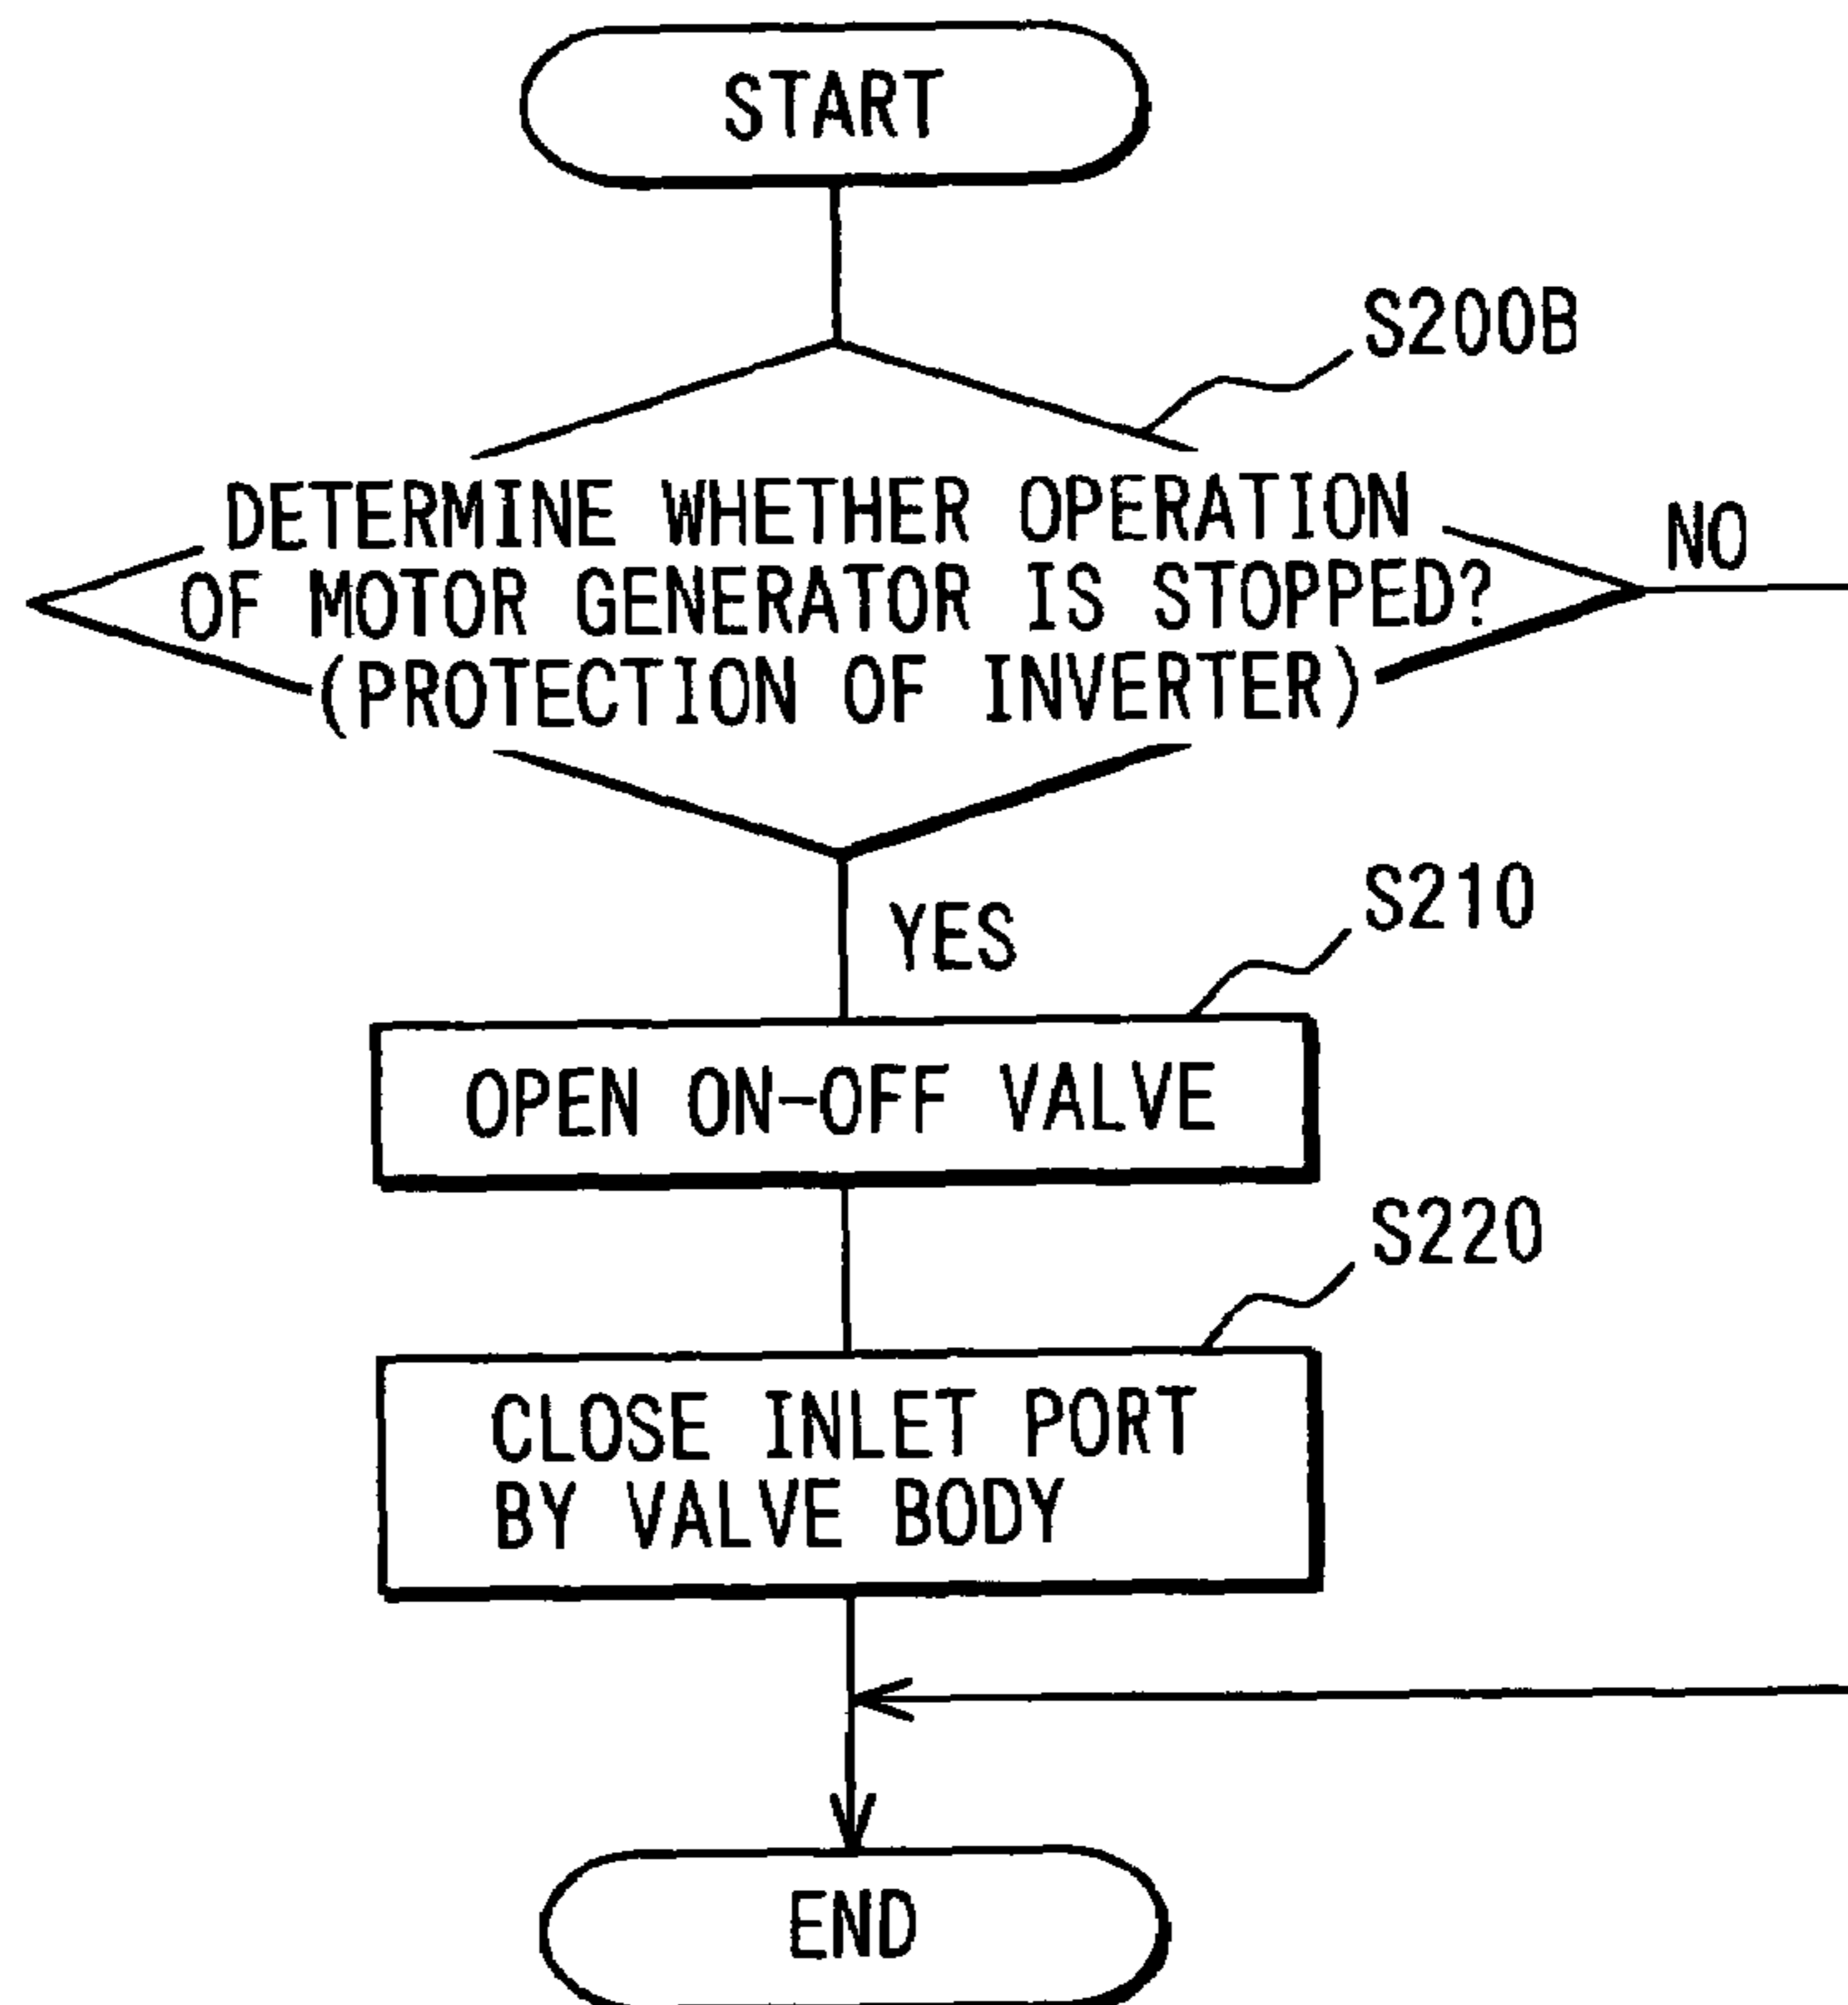 START
S200B
DETERMINE WHETHER OPERATION
OF MOTOR GENERATOR IS STOPPED?
(PROTECTION OF INVERTER)
NO
YES
S210
OPEN ON-OFF VALVE
S220
CLOSE INLET PORT
BY VALVE BODY
END